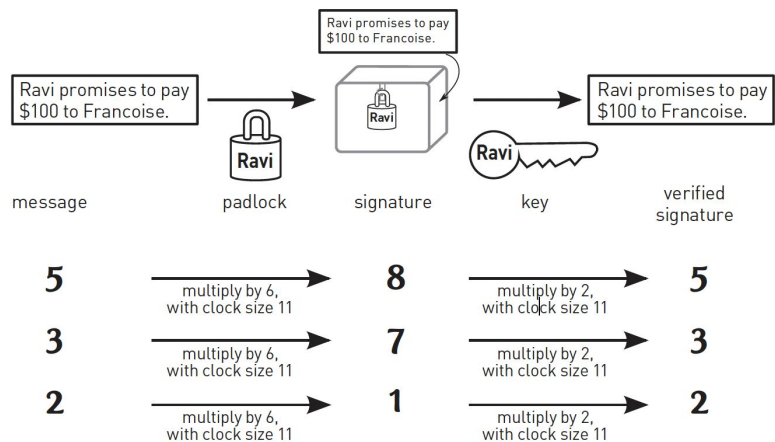 Ravi promises to pay
$100 to Francoise.
Ravi promises to pay
$100 to Francoise.
Ravi promises to pay
$100 to Francoise.
Ravi
Ravi
Ravi
message
padlock
signature
key
verified
signature
5
multiply by 6,
with clock size 11
8
multiply by 2,
with clock size 11
5
3
multiply by 6,
with clock size 11
7
multiply by 2,
with clock size 11
3
2
multiply by 6,
with clock size 11
1
multiply by 2,
with clock size 11
2